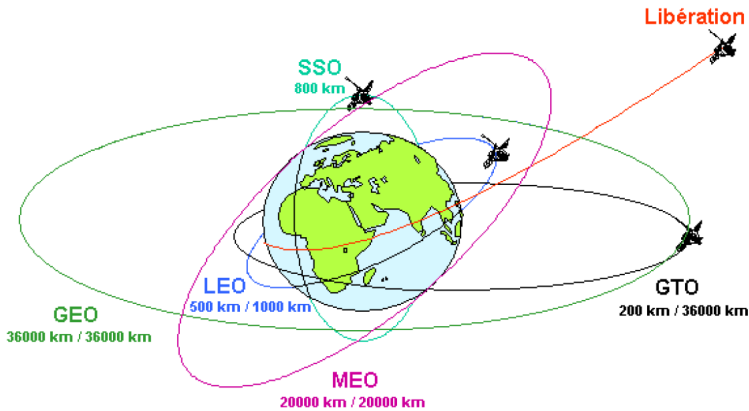 Libération
SSO
800 km
LEO
500 km / 1000 km
GTO
200 km / 36000 km
GEO
36000 km / 36000 km
MEO
20000 km / 20000 km